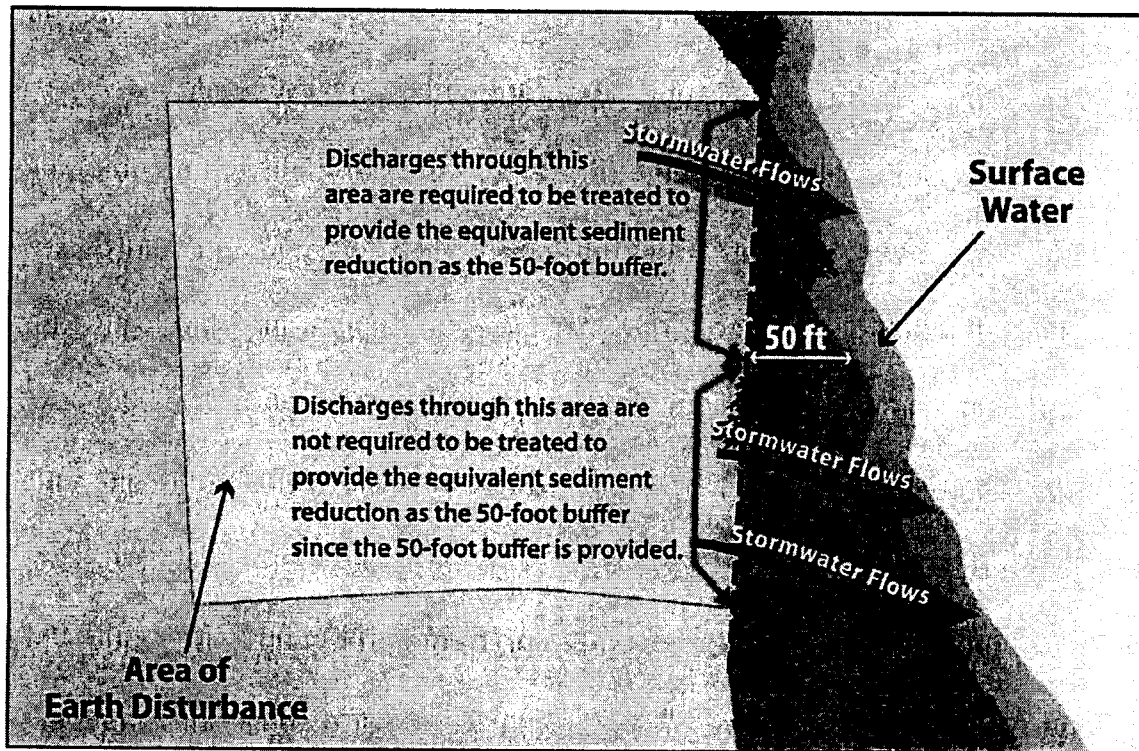 Stormwater Flows
Discharges through this
area are required to be treated to
provide the equivalent sediment
reduction as the 50-foot buffer.
Surface
Water
50 ft
Discharges through this area are
not required to be treated to
provide the equivalent sediment
reduction as the 50-foot buffer
since the 50-foot buffer is provided.
Stormwater Flows
Stormwater Flows
Area of
Earth Disturbance